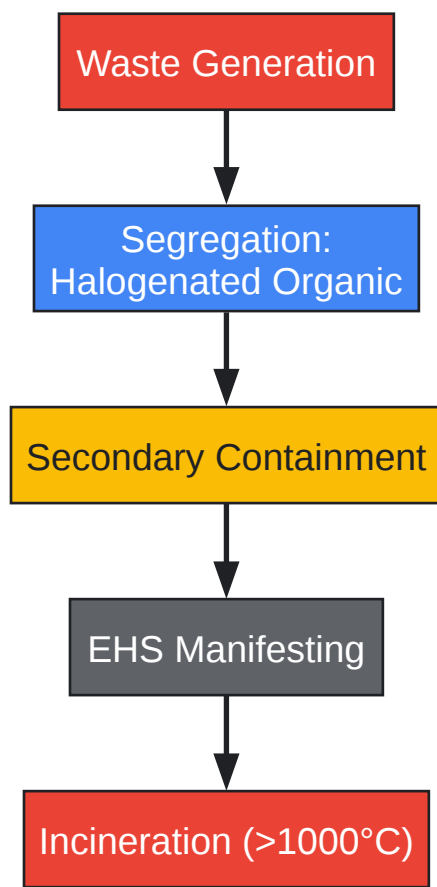 Waste Generation
Segregation:
Halogenated Organic
Secondary Containment
EHS Manifesting
Incineration (>1000°C)